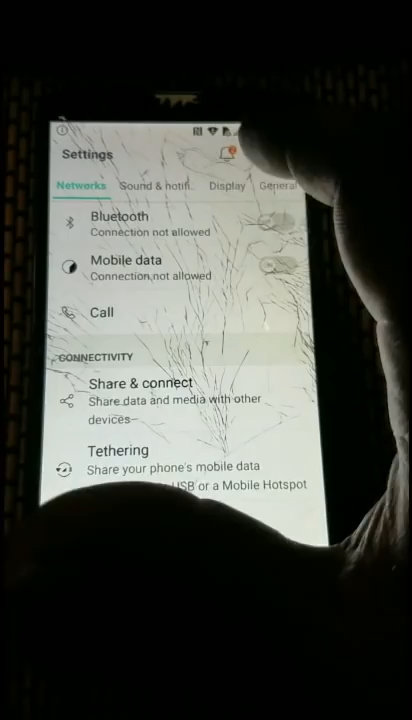 Settings
Networks Sound & notifi.. Display General
Bluetooth
Connection not allowed
Mobile data
Connection not allowed
Call
CONNECTIVITY
Share & connect
Share data and media with other
devices
Tethering
Share your phone's mobile data
USB or a Mobile Hotspot